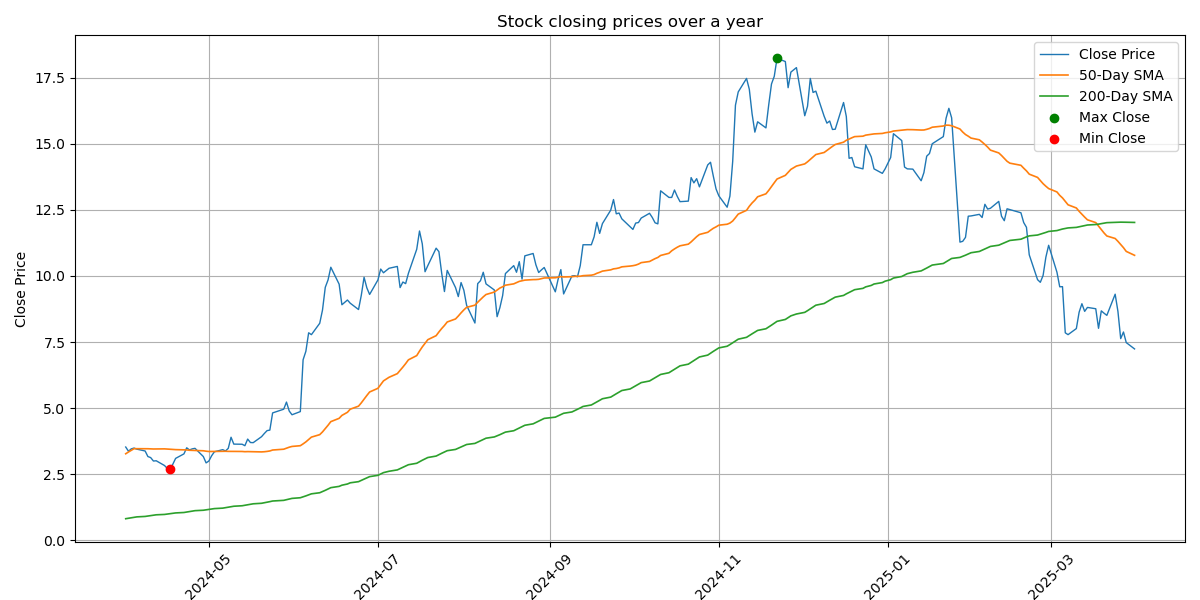 Stock closing prices over a year
Close Price
50-Day SMA
200-Day SMA
Max Close
Min Close
Close Price
17.5
15.0
12.5
10.0
7.5
5.0
2.5
0.0
2024-05
2024-07
2024-09
2024-11
2025-01
2025-03